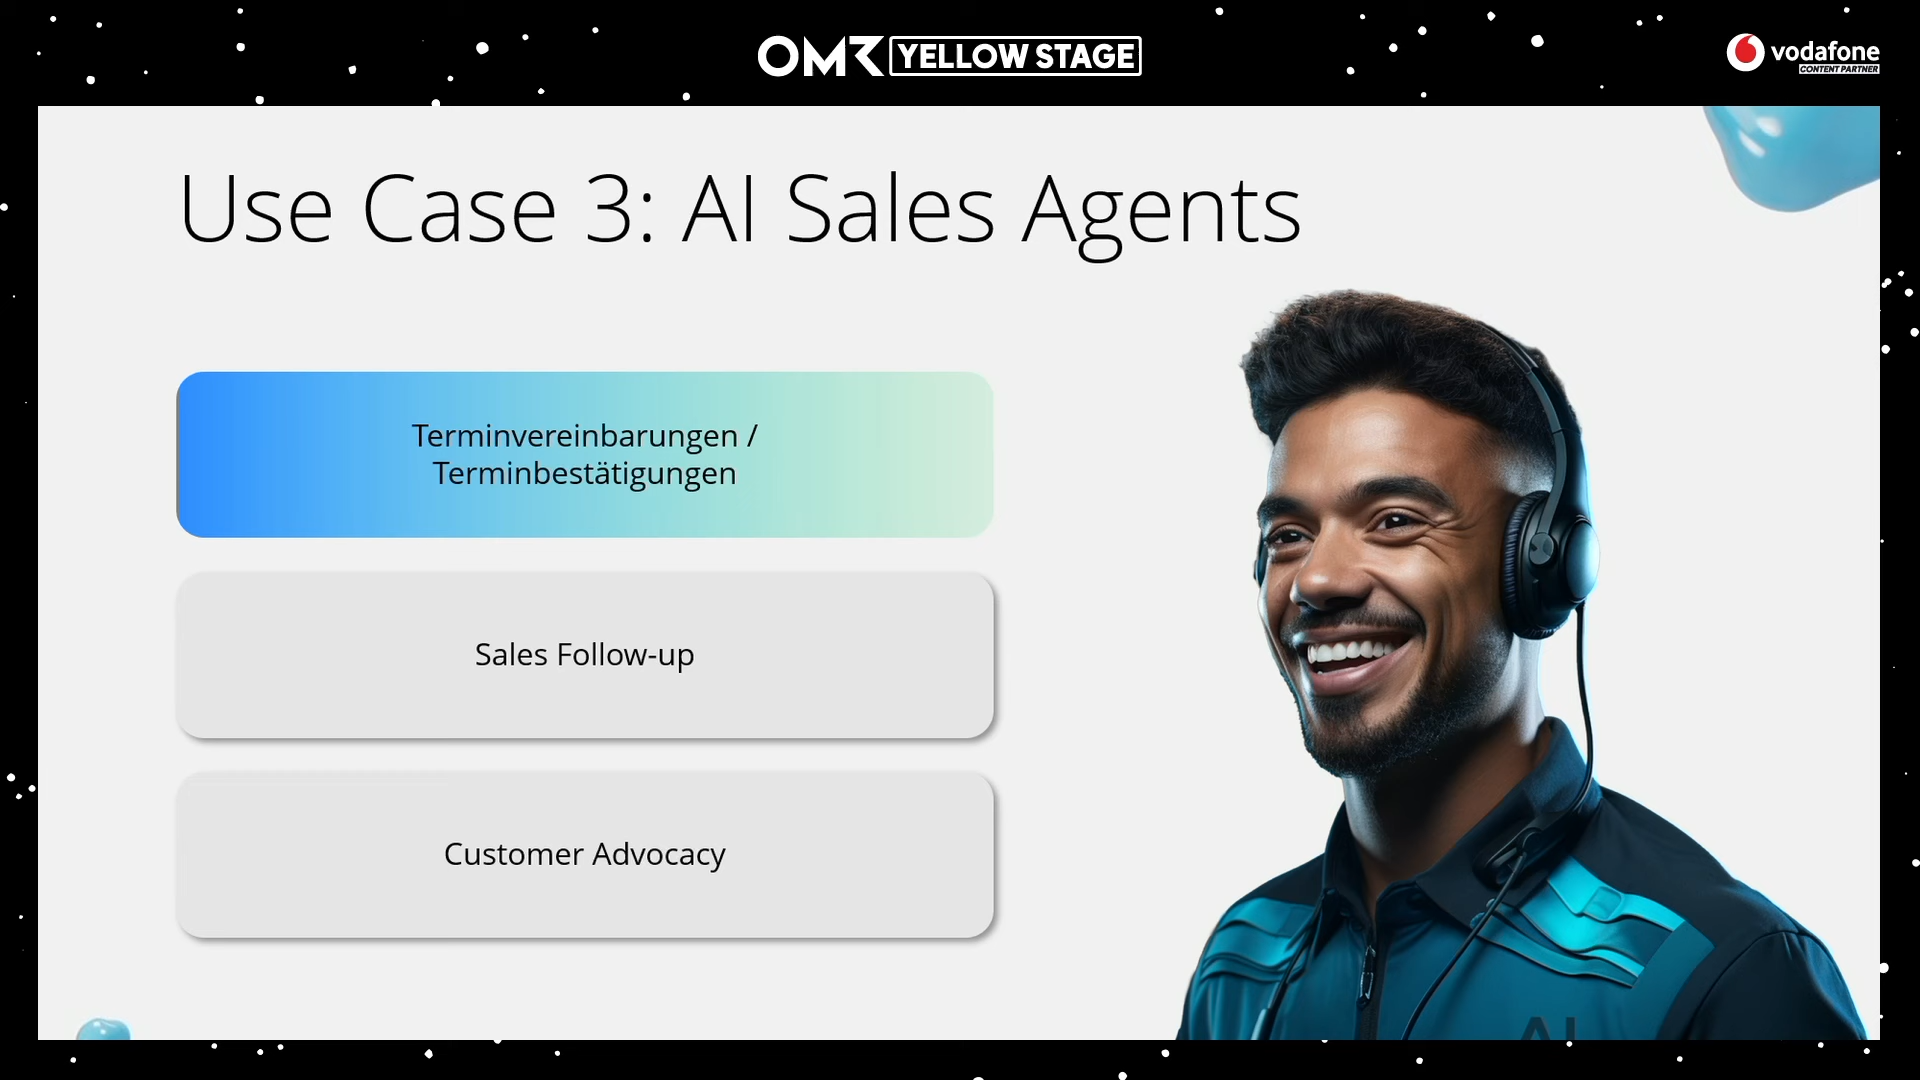 OMR YELLOW STAGE
vodafone
CONTENT PARTNER
Use Case 3: AI Sales Agents
Terminvereinbarungen /
Terminbestätigungen
Sales Follow-up
Customer Advocacy
AI